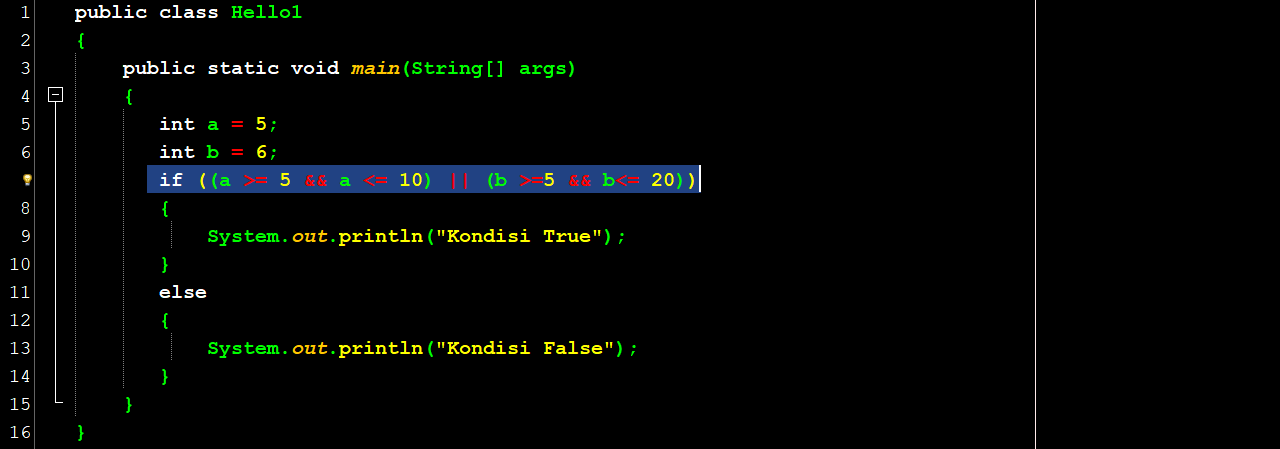 1 public class Hello1
2 {
3 public static void main(String[] args)
4 {
5 int a = 5;
6 int b = 6;
if ((a >= 5 && a <= 10) || (b >=5 && b<= 20))
8 {
9 System.out.println("Kondisi True");
10 }
11 else
12 {
13 System.out.println("Kondisi False");
14 }
15 }
16 }